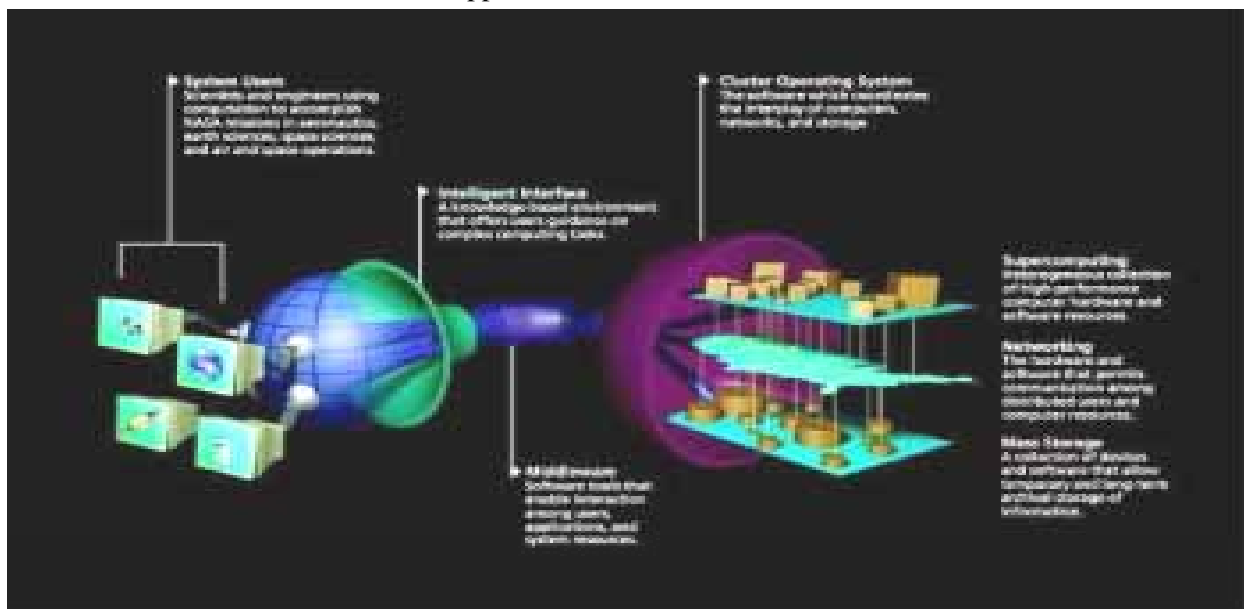 System Users
Scientists and engineers using
computation to accomplish
NASA missions in aeronautics,
earth sciences, space sciences,
and air and space operations.
Intelligent Interface
A knowledge-based environment
that offers users guidance on
complex computing tasks.
Middleware
Software tools that
enable interaction
among users,
applications, and
system resources.
Cluster Operating System
The software which coordinates
the interplay of computers,
networks, and storage
Supercomputing
Heterogeneous collection
of high-performance
computer hardware and
software resources.
Networking
The hardware and
software that permits
communication among
distributed users and
computer resources.
Mass Storage
A collection of devices
and software that allow
temporary and long-term
archival storage of
information.